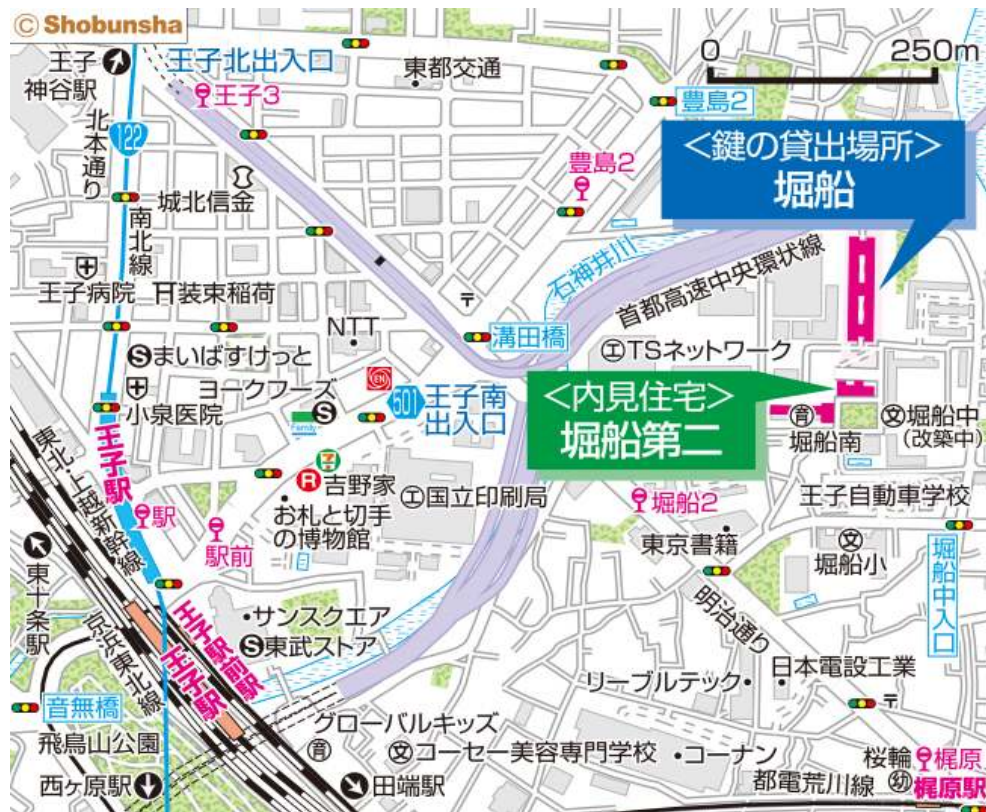 © Shobunsha
王子
神谷駅
王子北出入口
王子3
東都交通
0 250m
豊島2
122
北本通り
南北線
城北信金
豊島2
<鍵の貸出場所>
堀船
王子病院
装束稲荷
石神井川
首都高速中央環状線
NTT
〒
溝田橋
TSネットワーク
工
S
まいばすけっと
ヨークフーズ
小泉医院
S
Family
EN
501
王子南
出入口
<内見住宅>
堀船第二
育
堀船南
文
堀船中
(改築中)
東北・上越新幹線
王子駅
駅
駅前
7
R
吉野家
お札と切手
の博物館
工
国立印刷局
堀船2
王子自動車学校
東京書籍
文
堀船小
堀船中入口
東十条駅
京浜東北線
王子駅前駅
王子駅
サンスクエア
S
東武ストア
明治通り
日本電設工業
リーブルテック
〒
音無橋
飛鳥山公園
西ヶ原駅
グローバルキッズ
育
田端駅
文
コーセー美容専門学校
コーナン
桜輪
幼
梶原
都電荒川線
梶原駅